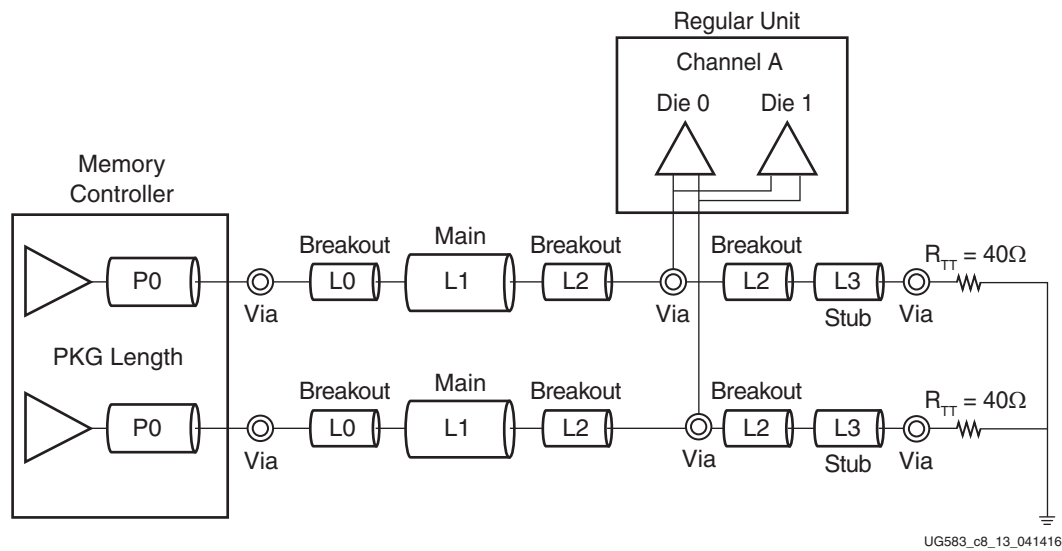 Regular Unit
Channel A
Die 0 Die 1
Memory
Controller
Breakout Main Breakout Breakout R_TT = 40Ω
P0 L0 L1 L2 L2 L3
Via Via Stub Via
PKG Length
Breakout Main Breakout Breakout R_TT = 40Ω
P0 L0 L1 L2 L2 L3
Via Via Stub Via
UG583_c8_13_041416